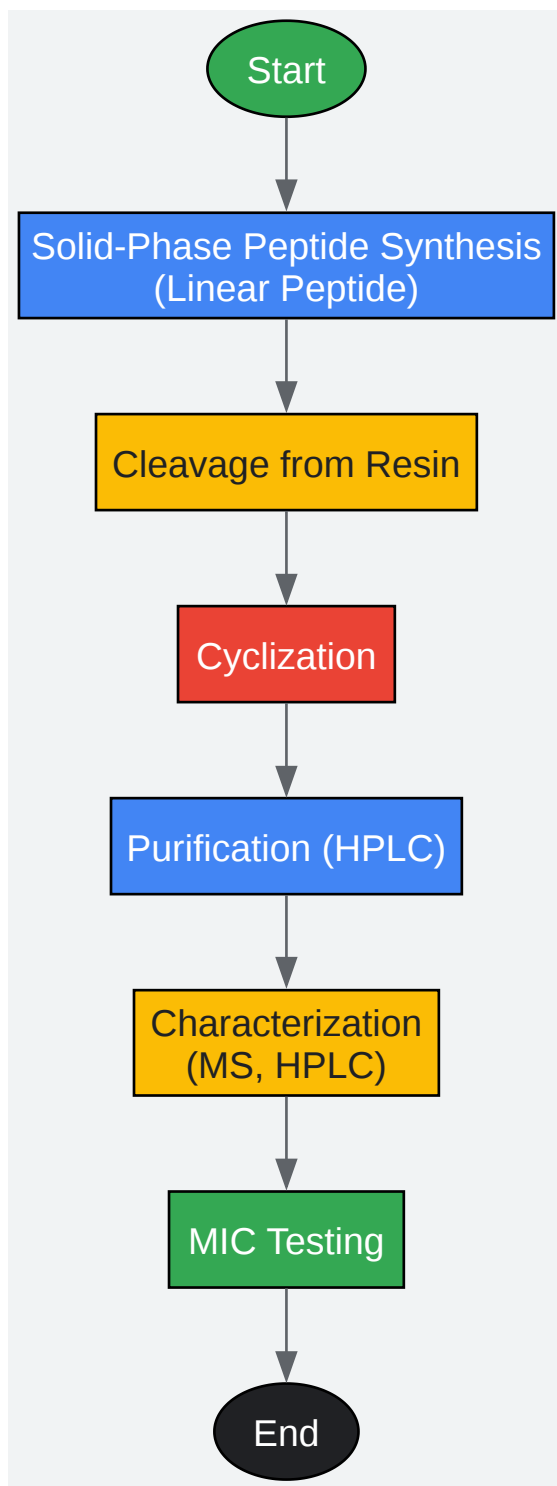 Start
Solid-Phase Peptide Synthesis
(Linear Peptide)
Cleavage from Resin
Cyclization
Purification (HPLC)
Characterization
(MS, HPLC)
MIC Testing
End